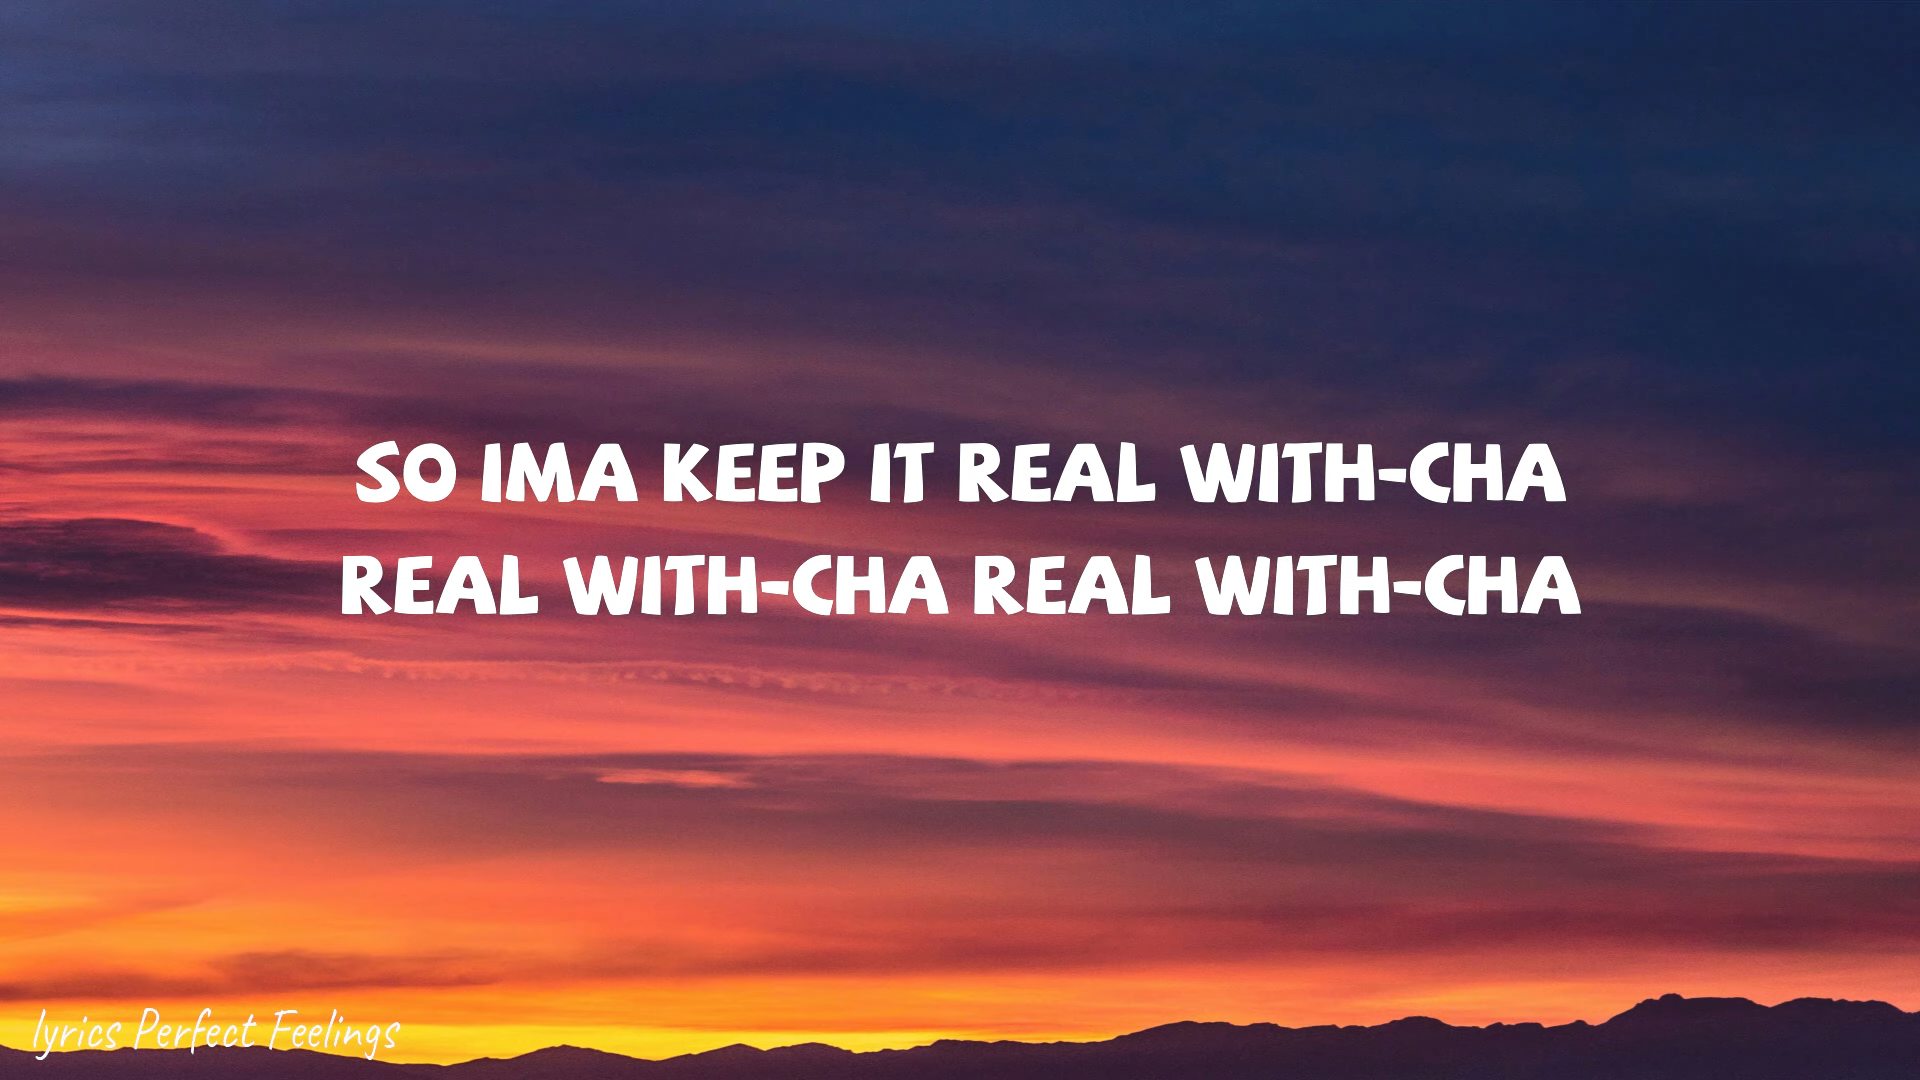 SO IMA KEEP IT REAL WITH-CHA
REAL WITH-CHA REAL WITH-CHA
lyrics Perfect Feelings